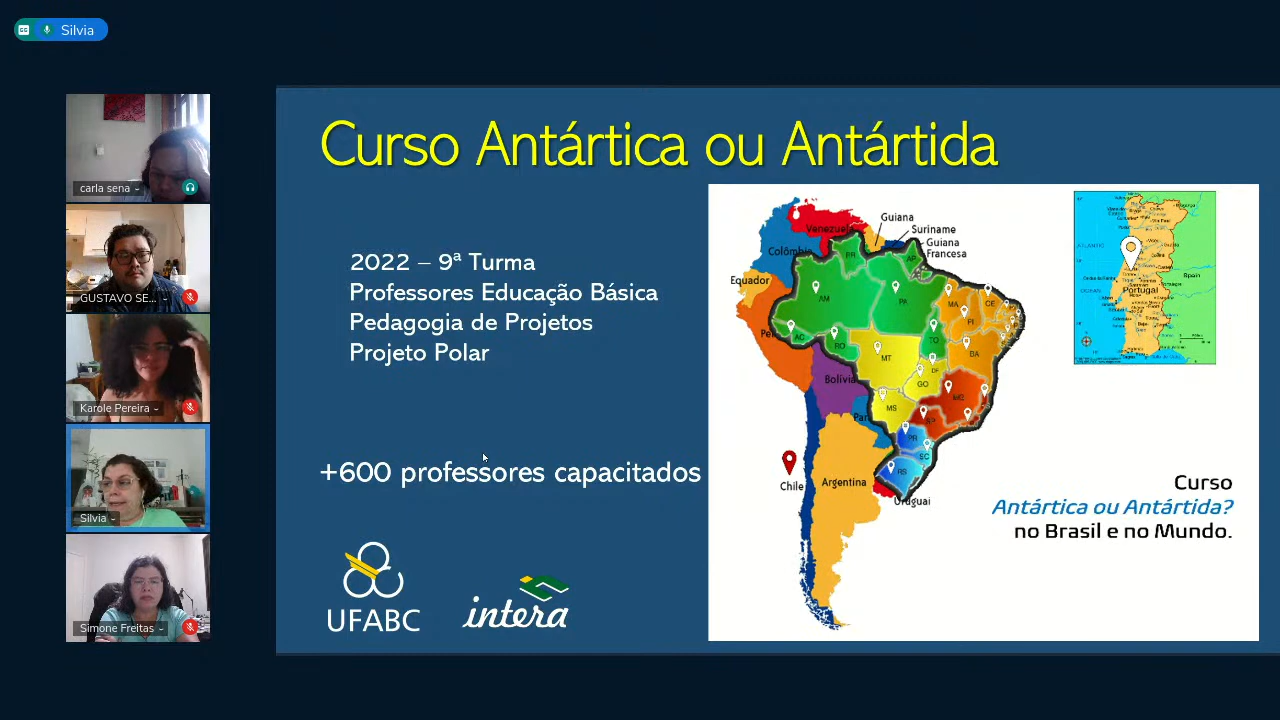 Silvia
carla sena
GUSTAVO SE...
Karole Pereira
Silvia
Simone Freitas
Curso Antártica ou Antártida
2022 – 9ª Turma
Professores Educação Básica
Pedagogia de Projetos
Projeto Polar
+600 professores capacitados
UFABC
intera
Venezuela
Guiana
Suriname
Guiana
Francesa
Colômbia
Equador
Bolívia
Chile
Argentina
Uruguai
RR
AP
AM
PA
MA
CE
PI
AC
RO
TO
BA
MT
DF
GO
MS
PR
SC
RS
ATLANTIC
Portugal
Spain
Curso
Antártica ou Antártida?
no Brasil e no Mundo.